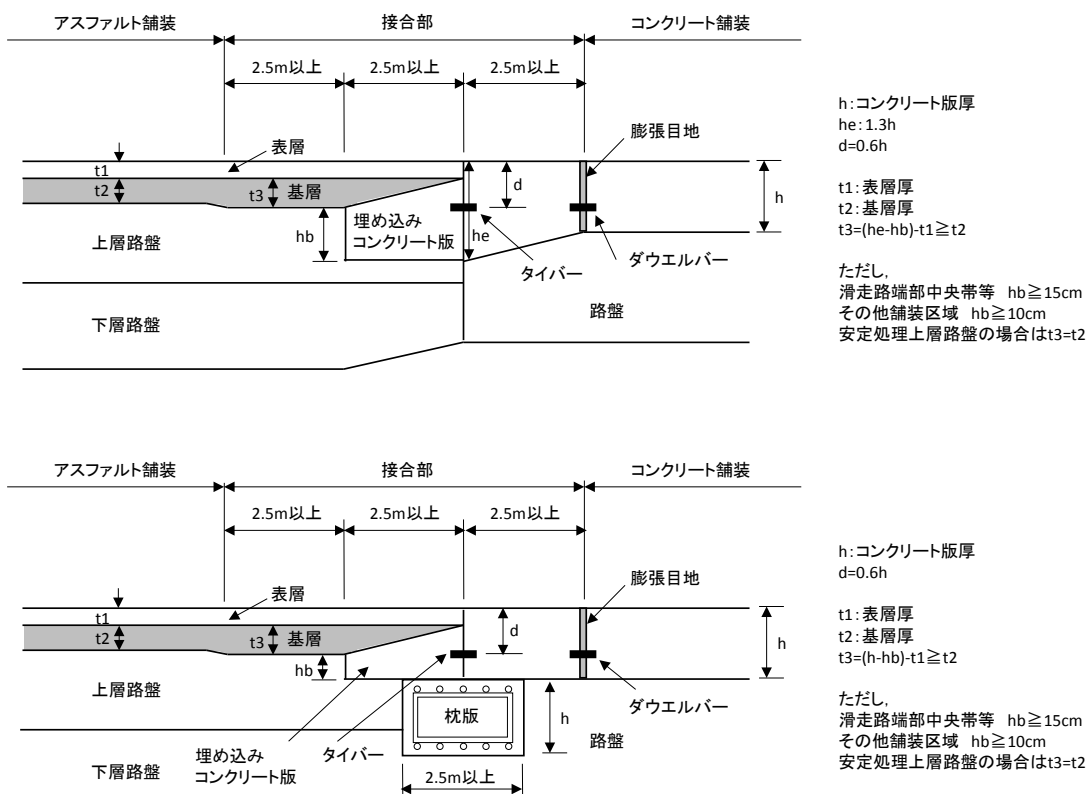 アスファルト舗装
接合部
コンクリート舗装
2.5m以上
2.5m以上
2.5m以上
表層
膨張目地
t1
t2
t3
基層
d
h
hb
埋め込み
コンクリート版
he
上層路盤
タイバー
ダウエルバー
下層路盤
路盤
h:コンクリート版厚
he:1.3h
d=0.6h
t1:表層厚
t2:基層厚
t3=(he-hb)-t1≧t2
ただし,
滑走路端部中央帯等 hb≧15cm
その他舗装区域 hb≧10cm
安定処理上層路盤の場合はt3=t2
アスファルト舗装
接合部
コンクリート舗装
2.5m以上
2.5m以上
2.5m以上
表層
膨張目地
t1
t2
t3
基層
d
h
hb
上層路盤
枕版
h
ダウエルバー
路盤
埋め込み
コンクリート版
タイバー
下層路盤
2.5m以上
h:コンクリート版厚
d=0.6h
t1:表層厚
t2:基層厚
t3=(h-hb)-t1≧t2
ただし,
滑走路端部中央帯等 hb≧15cm
その他舗装区域 hb≧10cm
安定処理上層路盤の場合はt3=t2